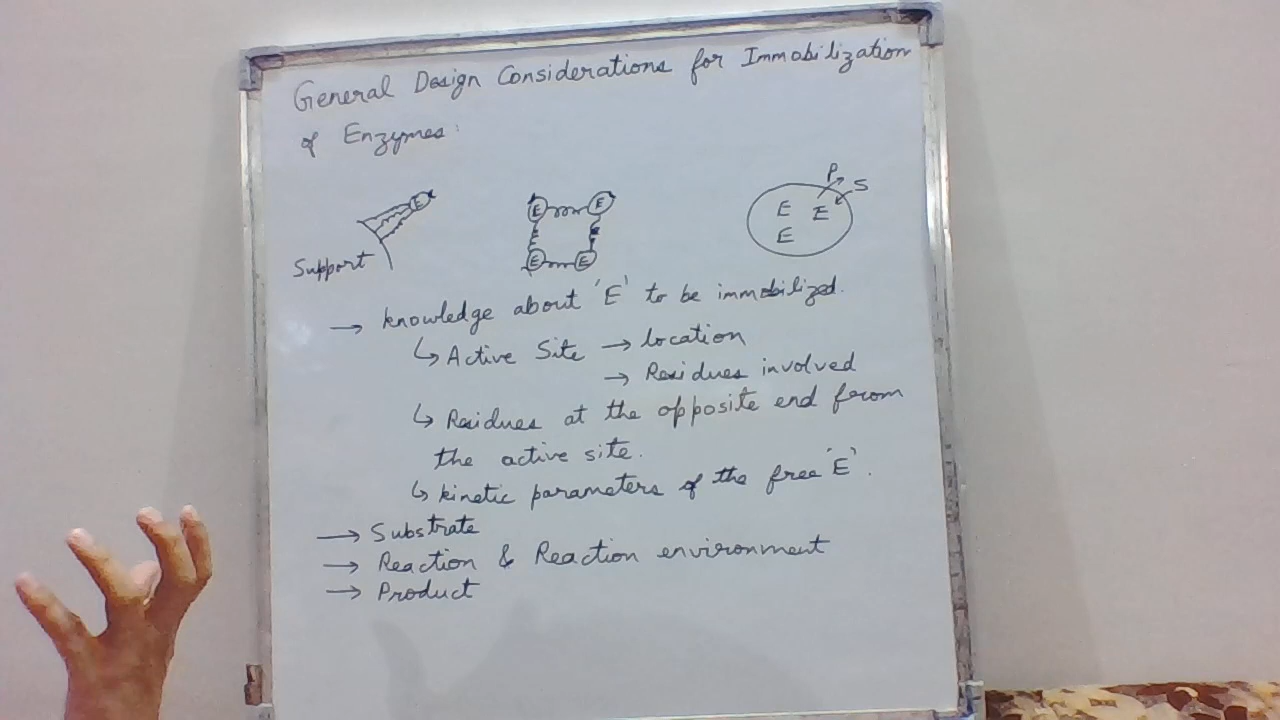 General Design Considerations for Immobilization
of Enzymes:
P
S
E
E E
E E
E E
E
Support
→ knowledge about 'E' to be immobilized.
↳ Active Site → location
→ Residues involved
↳ Residues at the opposite end from
the active site.
↳ kinetic parameters of the free 'E'.
→ Substrate
→ Reaction & Reaction environment
→ Product